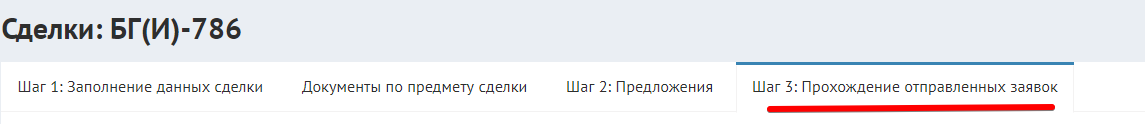 Сделки: БГ(И)-786
Шаг 1: Заполнение данных сделки Документы по предмету сделки Шаг 2: Предложения Шаг 3: Прохождение отправленных заявок